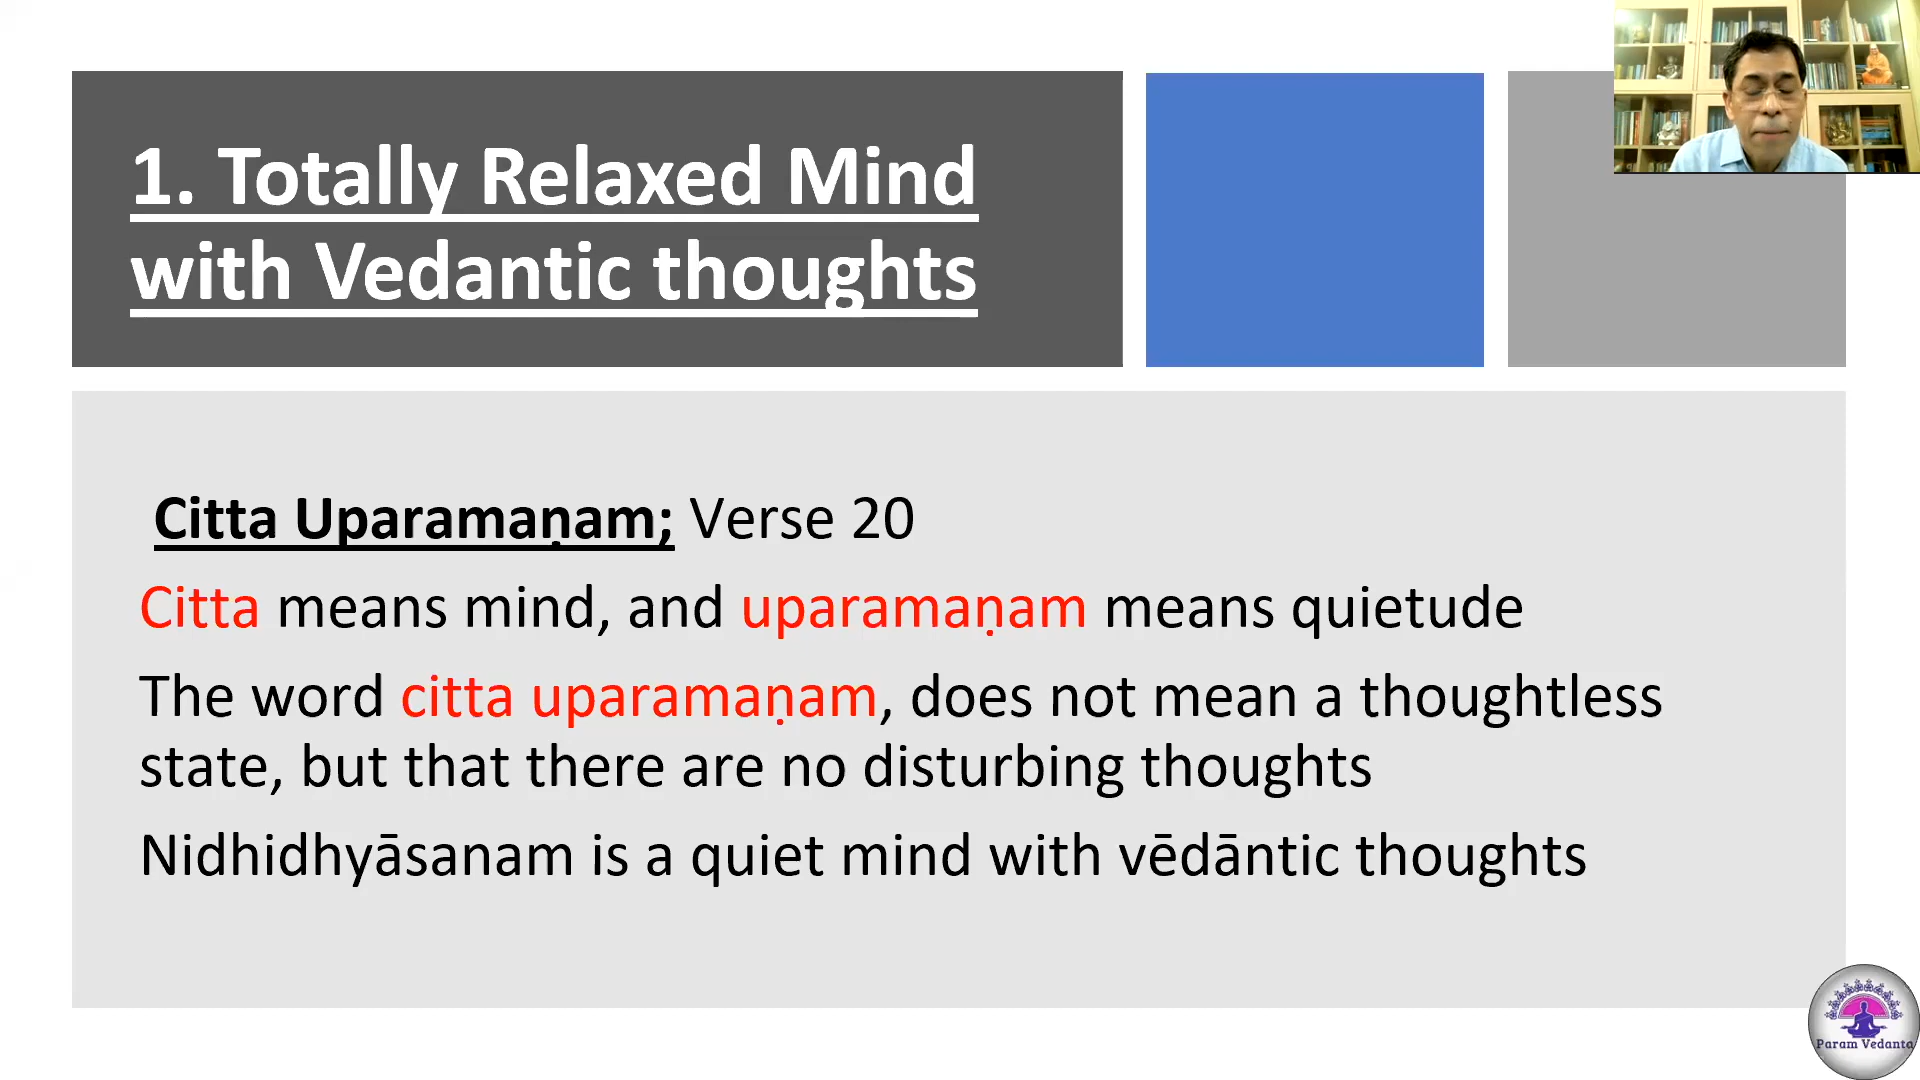 1. Totally Relaxed Mind
with Vedantic thoughts
Citta Uparamaṇam; Verse 20
Citta means mind, and uparamaṇam means quietude
The word citta uparamaṇam, does not mean a thoughtless
state, but that there are no disturbing thoughts
Nidhidhyāsanam is a quiet mind with vēdāntic thoughts
Param Vedanta